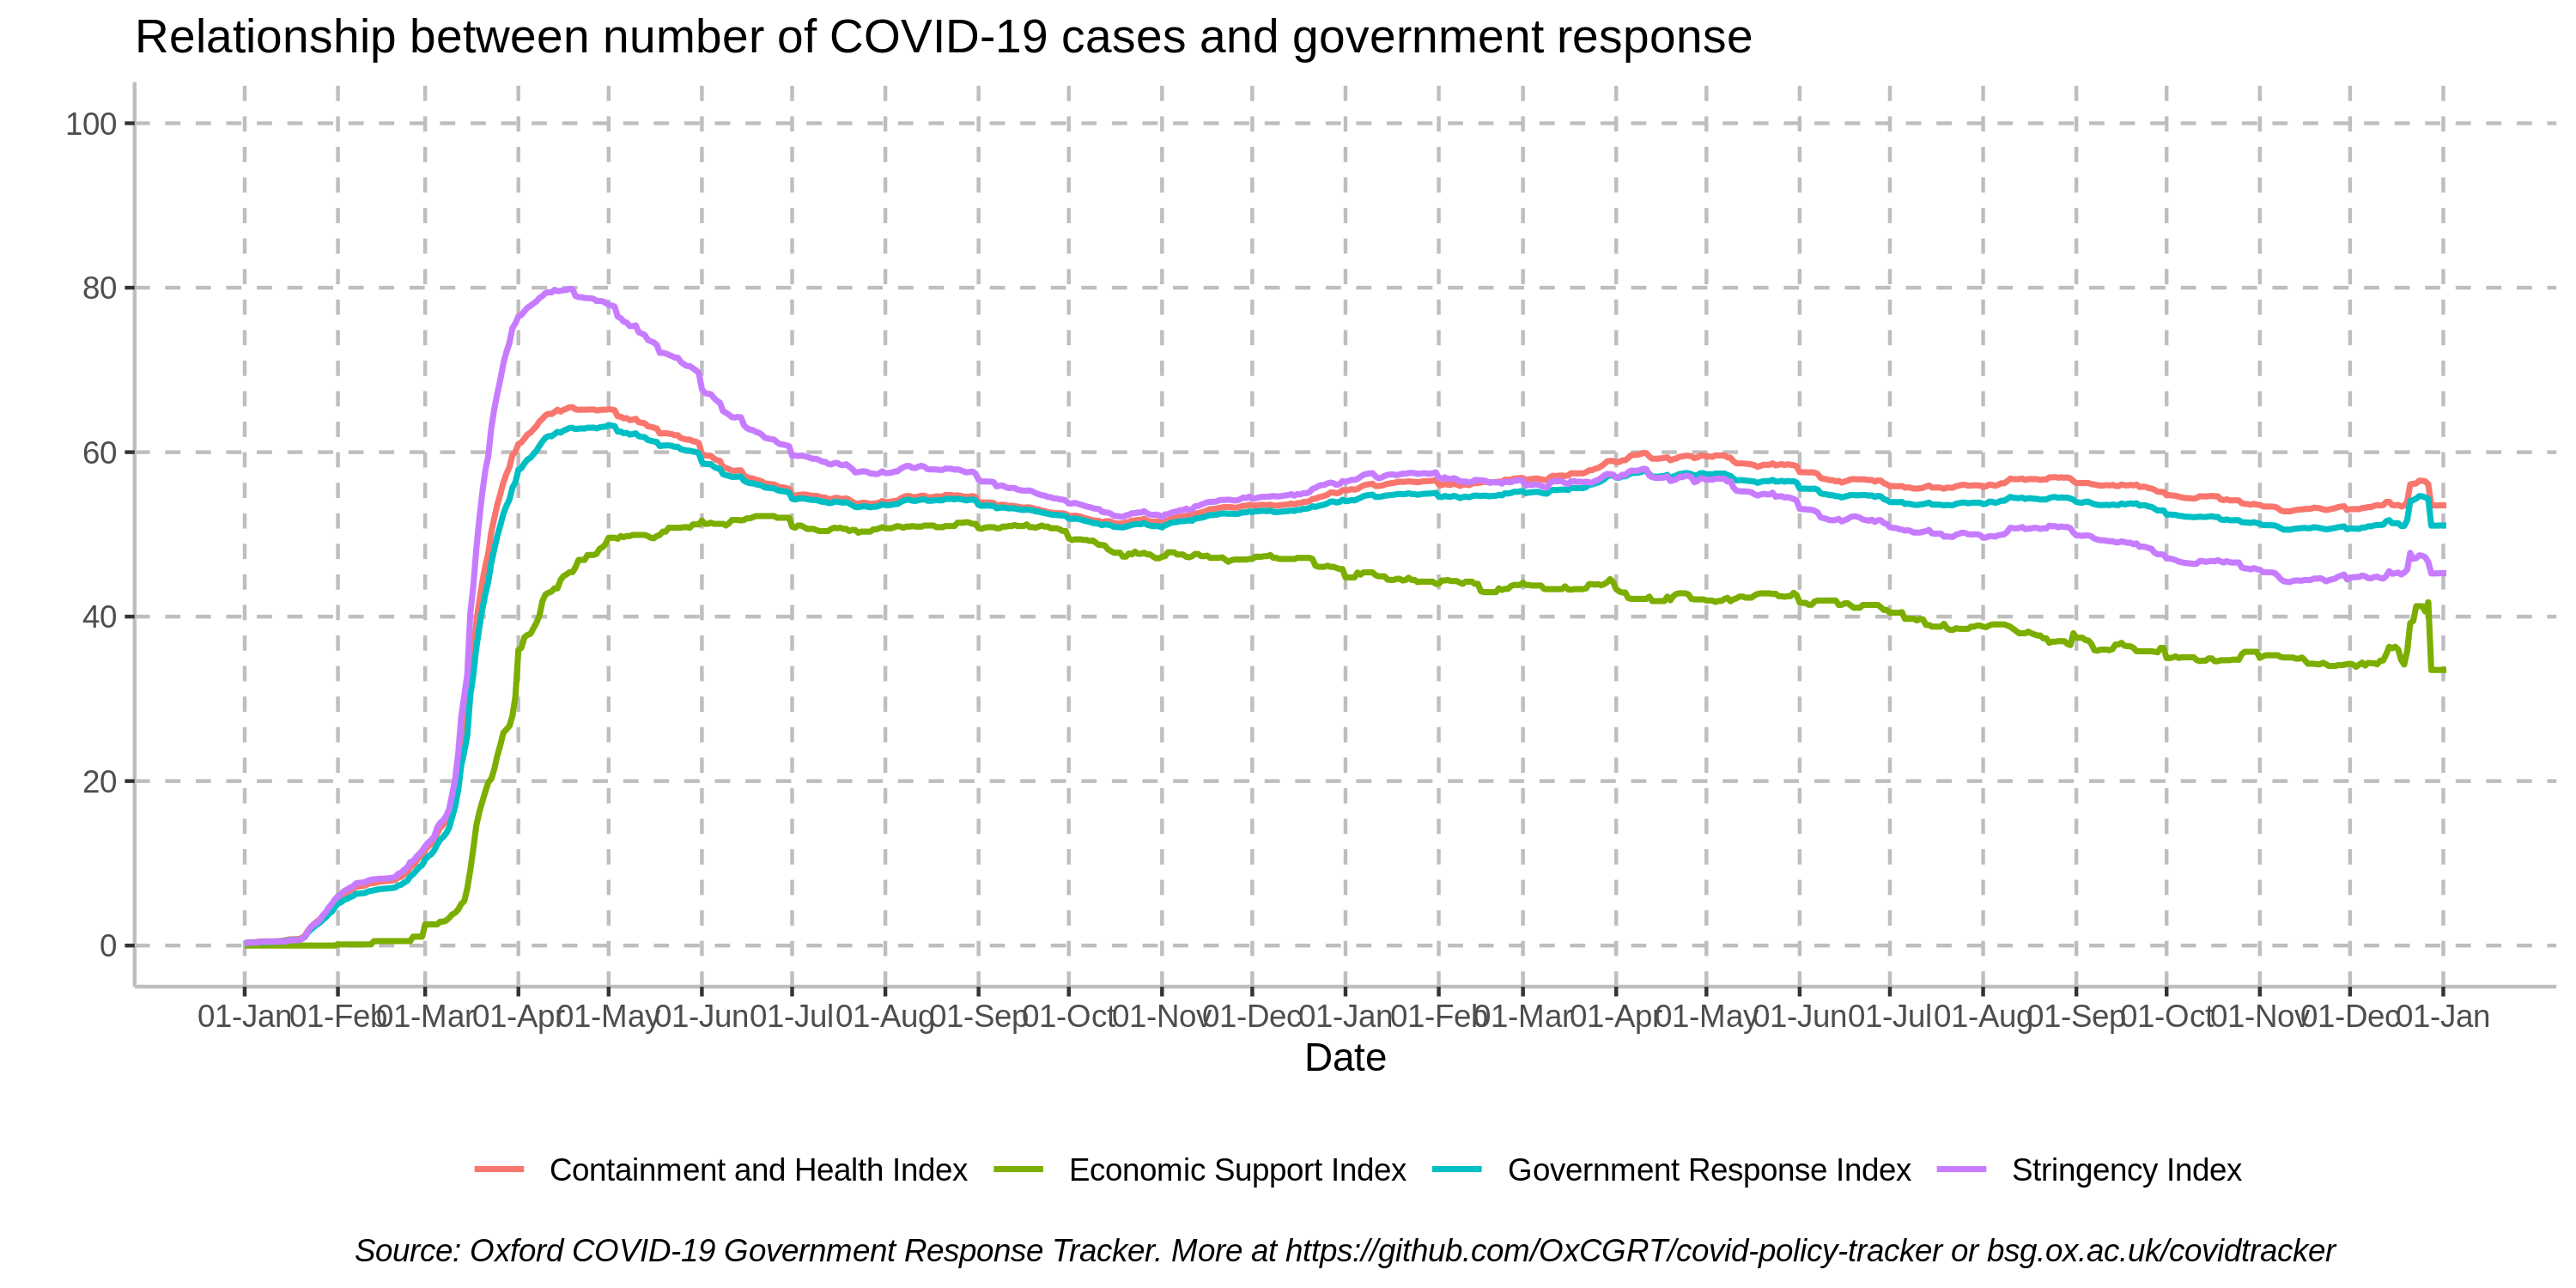 Relationship between number of COVID-19 cases and government response
100
80
60
40
20
0
01-Jan 01-Feb 01-Mar 01-Apr 01-May 01-Jun 01-Jul 01-Aug 01-Sep 01-Oct 01-Nov 01-Dec 01-Jan 01-Feb 01-Mar 01-Apr 01-May 01-Jun 01-Jul 01-Aug 01-Sep 01-Oct 01-Nov 01-Dec 01-Jan
Date
Containment and Health Index Economic Support Index Government Response Index Stringency Index
Source: Oxford COVID-19 Government Response Tracker. More at https://github.com/OxCGRT/covid-policy-tracker or bsg.ox.ac.uk/covidtracker